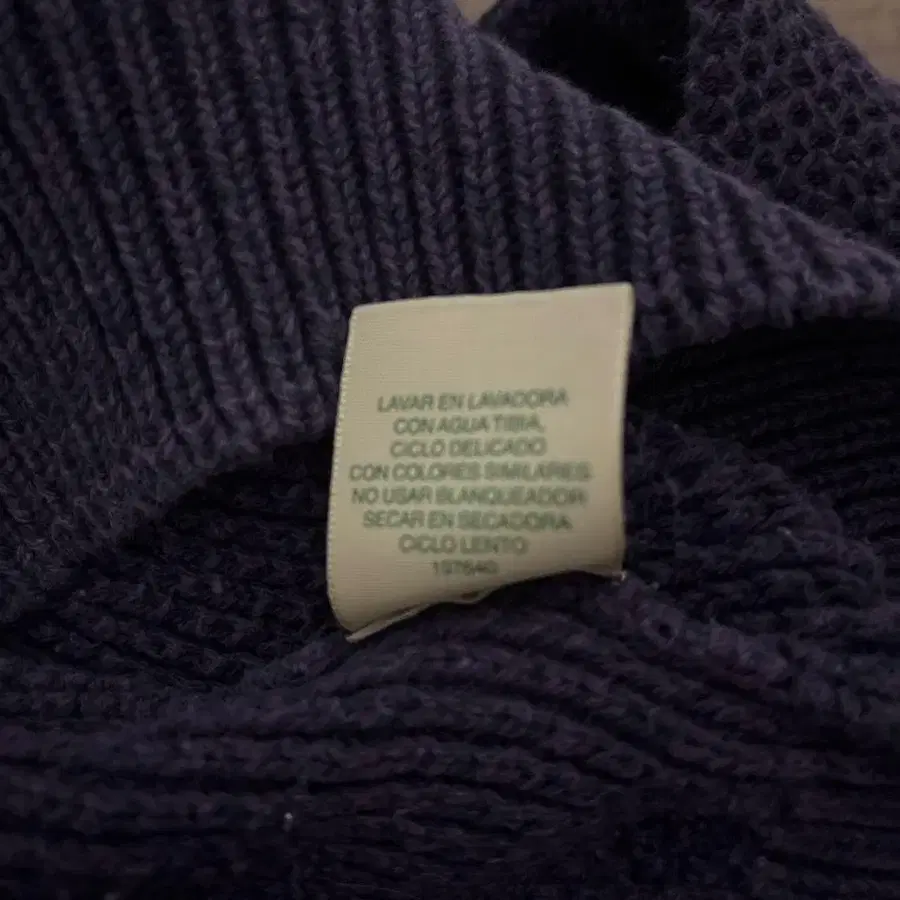 LAVAR EN LAVADORA
CON AGUA TIBIA,
CICLO DELICADO
CON COLORES SIMILARES
NO USAR BLANQUEADOR
SECAR EN SECADORA
CICLO LENTO